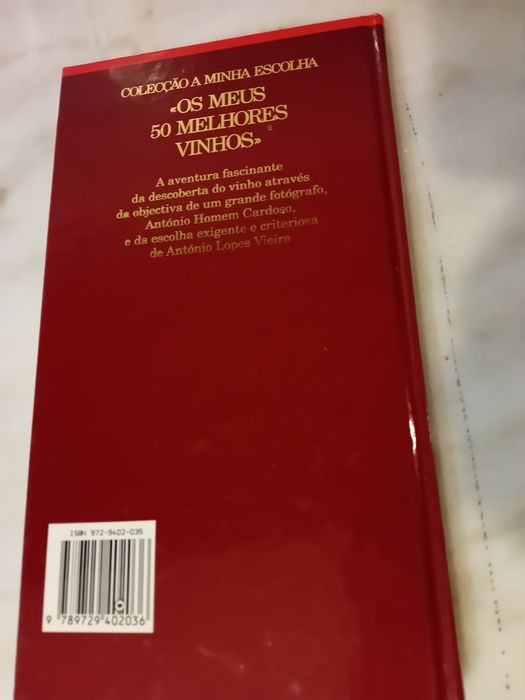 COLECÇÃO A MINHA ESCOLHA
«OS MEUS
50 MELHORES
VINHOS»
A aventura fascinante
da descoberta do vinho através
da objectiva de um grande fotógrafo,
António Homem Cardoso,
e da escolha exigente e criteriosa
de António Lopes Vieira
ISBN 972-9402-035
9 789729 402036